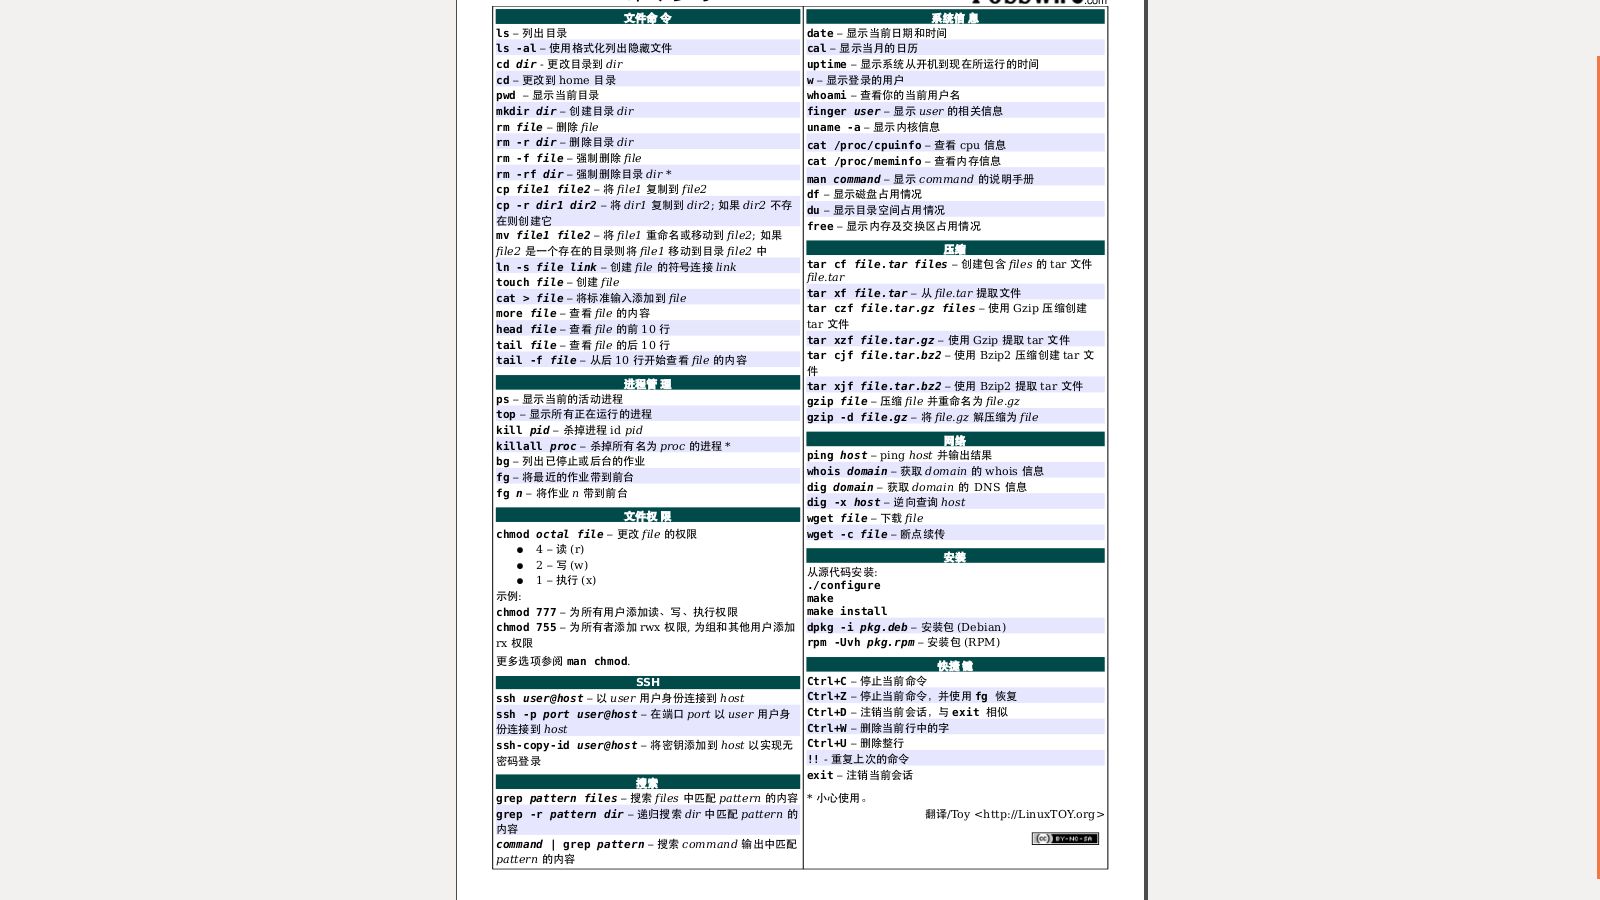 .com
文件命令
ls – 列出目录
ls -al – 使用格式化列出隐藏文件
cd dir - 更改目录到 dir
cd – 更改到 home 目录
pwd – 显示当前目录
mkdir dir – 创建目录 dir
rm file – 删除 file
rm -r dir – 删除目录 dir
rm -f file – 强制删除 file
rm -rf dir – 强制删除目录 dir *
cp file1 file2 – 将 file1 复制到 file2
cp -r dir1 dir2 – 将 dir1 复制到 dir2; 如果 dir2 不存
在则创建它
mv file1 file2 – 将 file1 重命名或移动到 file2; 如果
file2 是一个存在的目录则将 file1 移动到目录 file2 中
ln -s file link – 创建 file 的符号连接 link
touch file – 创建 file
cat > file – 将标准输入添加到 file
more file – 查看 file 的内容
head file – 查看 file 的前 10 行
tail file – 查看 file 的后 10 行
tail -f file – 从后 10 行开始查看 file 的内容
进程管理
ps – 显示当前的活动进程
top – 显示所有正在运行的进程
kill pid – 杀掉进程 id pid
killall proc – 杀掉所有名为 proc 的进程 *
bg – 列出已停止或后台的作业
fg – 将最近的作业带到前台
fg n – 将作业 n 带到前台
文件权限
chmod octal file – 更改 file 的权限
● 4 – 读 (r)
● 2 – 写 (w)
● 1 – 执行 (x)
示例:
chmod 777 – 为所有用户添加读、写、执行权限
chmod 755 – 为所有者添加 rwx 权限, 为组和其他用户添加
rx 权限
更多选项参阅 man chmod.
SSH
ssh user@host – 以 user 用户身份连接到 host
ssh -p port user@host – 在端口 port 以 user 用户身
份连接到 host
ssh-copy-id user@host – 将密钥添加到 host 以实现无
密码登录
搜索
grep pattern files – 搜索 files 中匹配 pattern 的内容
grep -r pattern dir – 递归搜索 dir 中匹配 pattern 的
内容
command | grep pattern – 搜索 command 输出中匹配
pattern 的内容
系统信息
date – 显示当前日期和时间
cal – 显示当月的日历
uptime – 显示系统从开机到现在所运行的时间
w – 显示登录的用户
whoami – 查看你的当前用户名
finger user – 显示 user 的相关信息
uname -a – 显示内核信息
cat /proc/cpuinfo – 查看 cpu 信息
cat /proc/meminfo – 查看内存信息
man command – 显示 command 的说明手册
df – 显示磁盘占用情况
du – 显示目录空间占用情况
free – 显示内存及交换区占用情况
压缩
tar cf file.tar files – 创建包含 files 的 tar 文件
file.tar
tar xf file.tar – 从 file.tar 提取文件
tar czf file.tar.gz files – 使用 Gzip 压缩创建
tar 文件
tar xzf file.tar.gz – 使用 Gzip 提取 tar 文件
tar cjf file.tar.bz2 – 使用 Bzip2 压缩创建 tar 文
件
tar xjf file.tar.bz2 – 使用 Bzip2 提取 tar 文件
gzip file – 压缩 file 并重命名为 file.gz
gzip -d file.gz – 将 file.gz 解压缩为 file
网络
ping host – ping host 并输出结果
whois domain – 获取 domain 的 whois 信息
dig domain – 获取 domain 的 DNS 信息
dig -x host – 逆向查询 host
wget file – 下载 file
wget -c file – 断点续传
安装
从源代码安装:
./configure
make
make install
dpkg -i pkg.deb – 安装包 (Debian)
rpm -Uvh pkg.rpm – 安装包 (RPM)
快捷键
Ctrl+C – 停止当前命令
Ctrl+Z – 停止当前命令，并使用 fg 恢复
Ctrl+D – 注销当前会话，与 exit 相似
Ctrl+W – 删除当前行中的字
Ctrl+U – 删除整行
!! - 重复上次的命令
exit – 注销当前会话
* 小心使用。
翻译/Toy <http://LinuxTOY.org>
(cc) BY-NC-SA